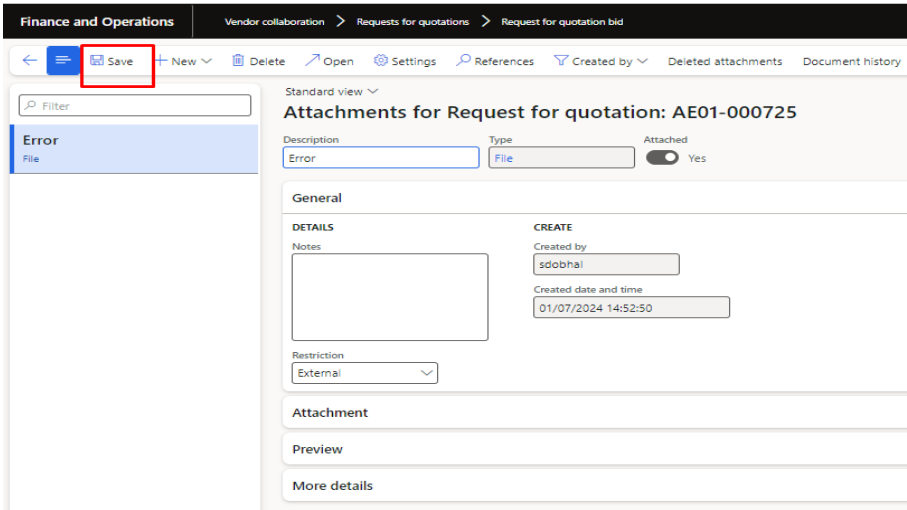 Finance and Operations Vendor collaboration > Requests for quotations > Request for quotation bid
Save + New Delete Open Settings References Created by Deleted attachments Document history
Filter
Error
File
Standard view
Attachments for Request for quotation: AE01-000725
Description Type Attached
Error File Yes
General
DETAILS CREATE
Notes Created by
sdobhal
Created date and time
01/07/2024 14:52:50
Restriction
External
Attachment
Preview
More details